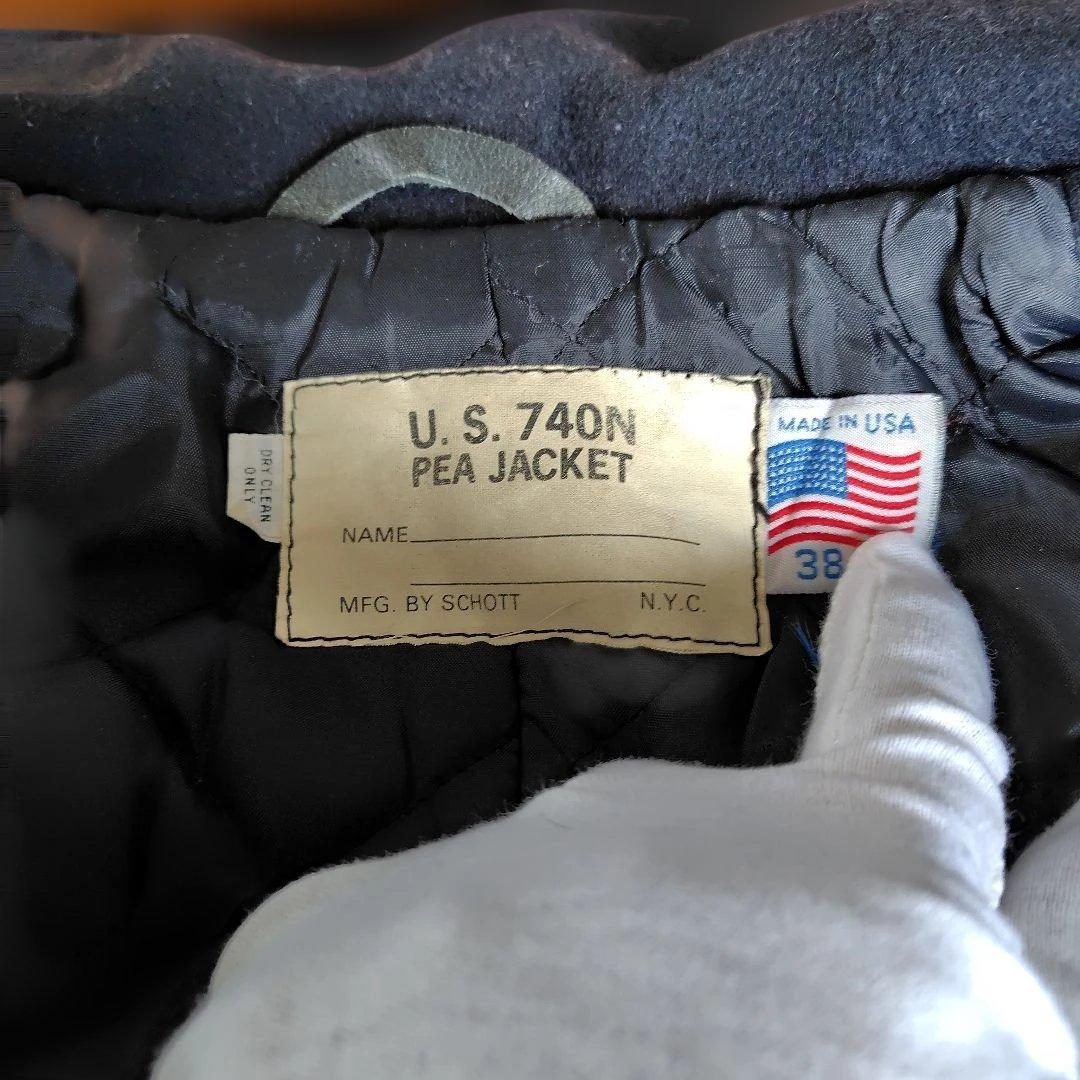 DRY CLEAN
ONLY
U. S. 740N
PEA JACKET
NAME
MFG. BY SCHOTT N.Y.C.
MADE IN USA
38